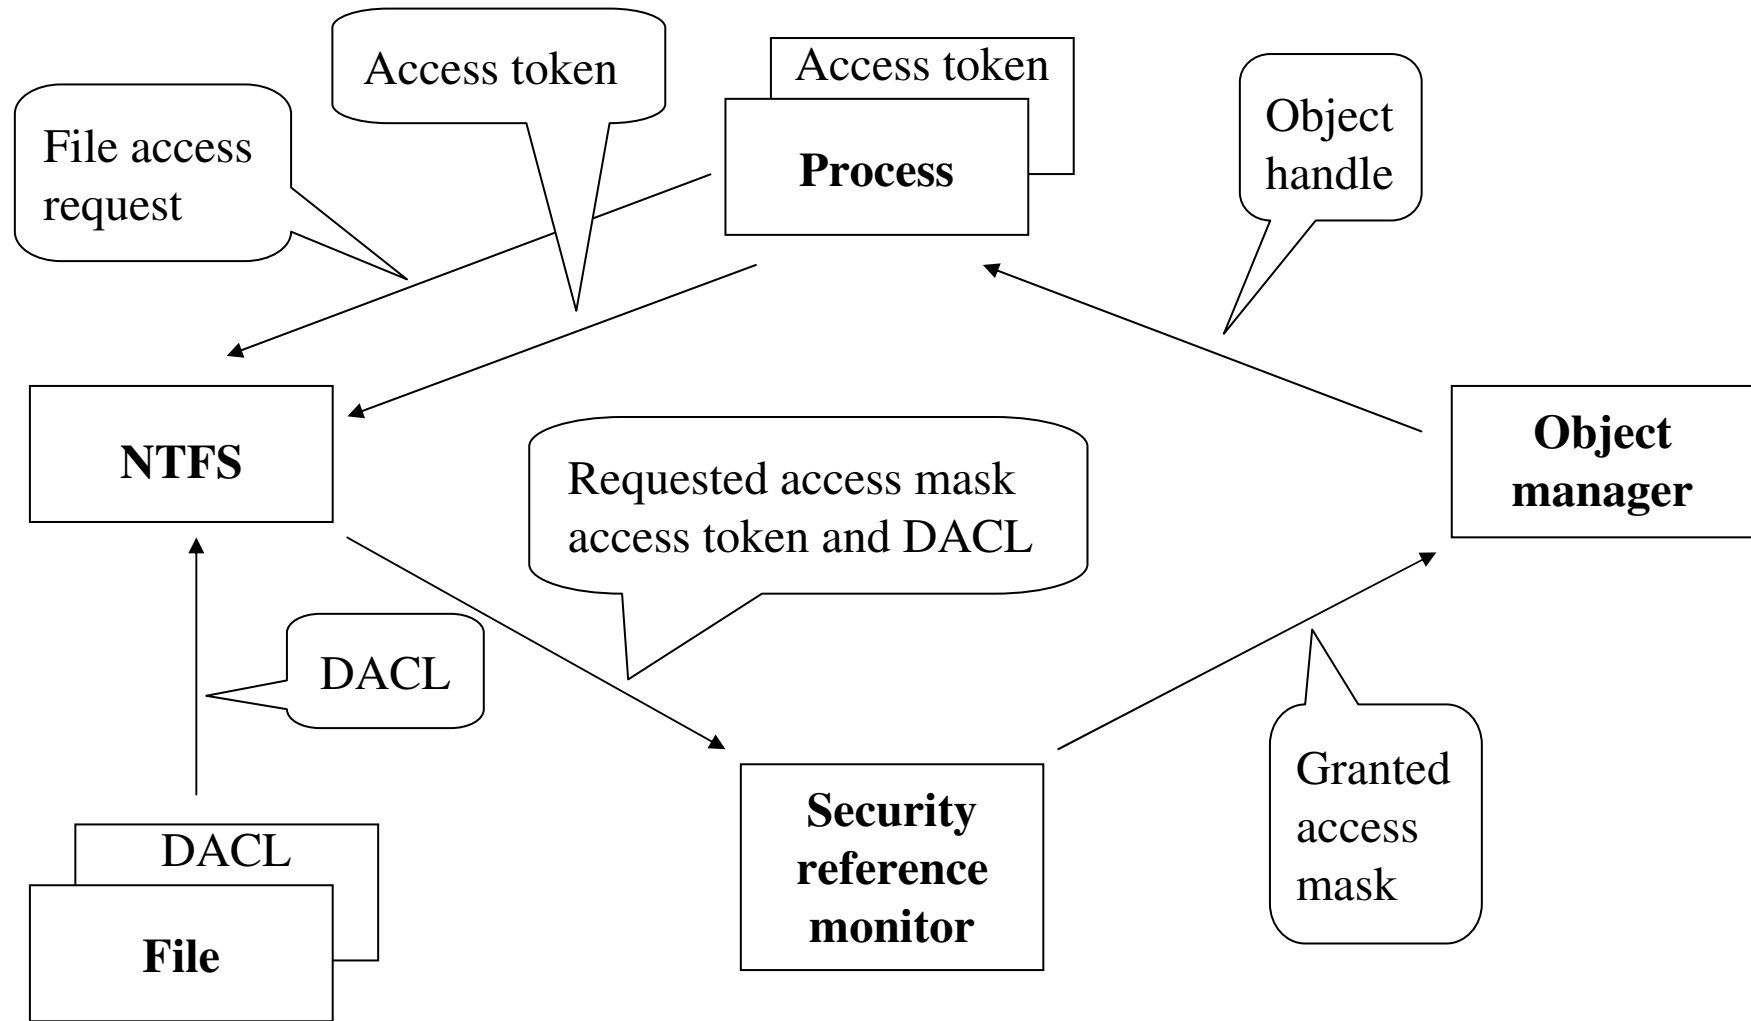 Access token
Access token
File access
request
Process
Object
handle
NTFS
Requested access mask
access token and DACL
Object
manager
DACL
DACL
File
Security
reference
monitor
Granted
access
mask